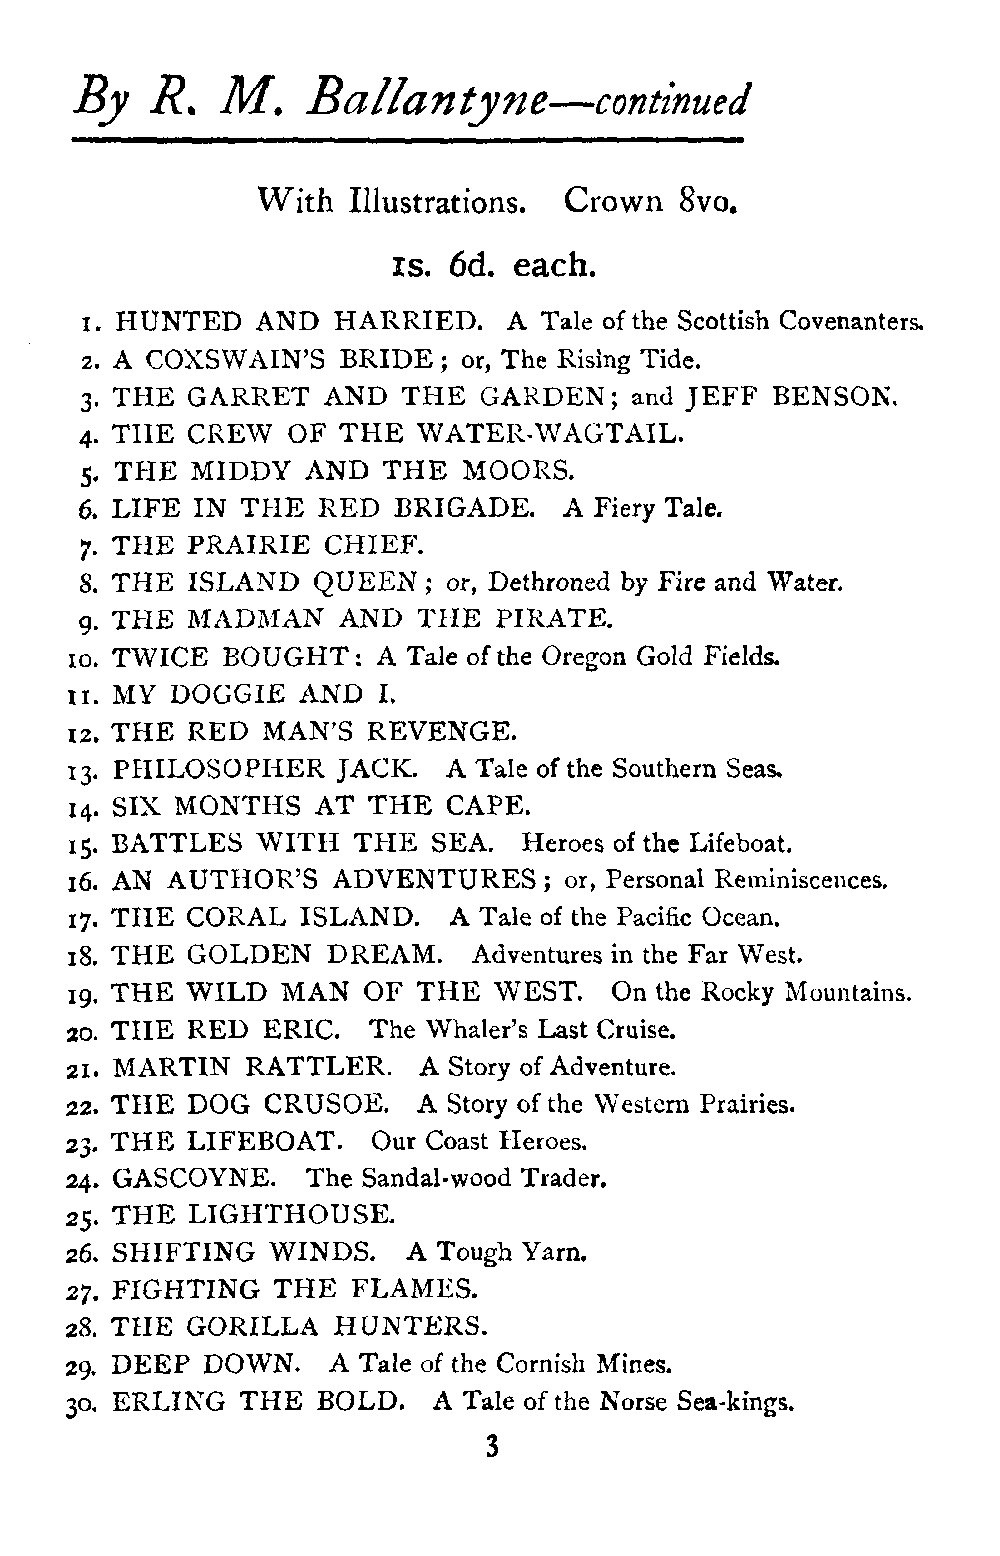 By R. M. Ballantyne—continued
With Illustrations. Crown 8vo.
1s. 6d. each.
1. HUNTED AND HARRIED. A Tale of the Scottish Covenanters.
2. A COXSWAIN'S BRIDE; or, The Rising Tide.
3. THE GARRET AND THE GARDEN; and JEFF BENSON.
4. THE CREW OF THE WATER-WAGTAIL.
5. THE MIDDY AND THE MOORS.
6. LIFE IN THE RED BRIGADE. A Fiery Tale.
7. THE PRAIRIE CHIEF.
8. THE ISLAND QUEEN; or, Dethroned by Fire and Water.
9. THE MADMAN AND THE PIRATE.
10. TWICE BOUGHT: A Tale of the Oregon Gold Fields.
11. MY DOGGIE AND I.
12. THE RED MAN'S REVENGE.
13. PHILOSOPHER JACK. A Tale of the Southern Seas.
14. SIX MONTHS AT THE CAPE.
15. BATTLES WITH THE SEA. Heroes of the Lifeboat.
16. AN AUTHOR'S ADVENTURES; or, Personal Reminiscences.
17. THE CORAL ISLAND. A Tale of the Pacific Ocean.
18. THE GOLDEN DREAM. Adventures in the Far West.
19. THE WILD MAN OF THE WEST. On the Rocky Mountains.
20. THE RED ERIC. The Whaler's Last Cruise.
21. MARTIN RATTLER. A Story of Adventure.
22. THE DOG CRUSOE. A Story of the Western Prairies.
23. THE LIFEBOAT. Our Coast Heroes.
24. GASCOYNE. The Sandal-wood Trader.
25. THE LIGHTHOUSE.
26. SHIFTING WINDS. A Tough Yarn.
27. FIGHTING THE FLAMES.
28. THE GORILLA HUNTERS.
29. DEEP DOWN. A Tale of the Cornish Mines.
30. ERLING THE BOLD. A Tale of the Norse Sea-kings.
3